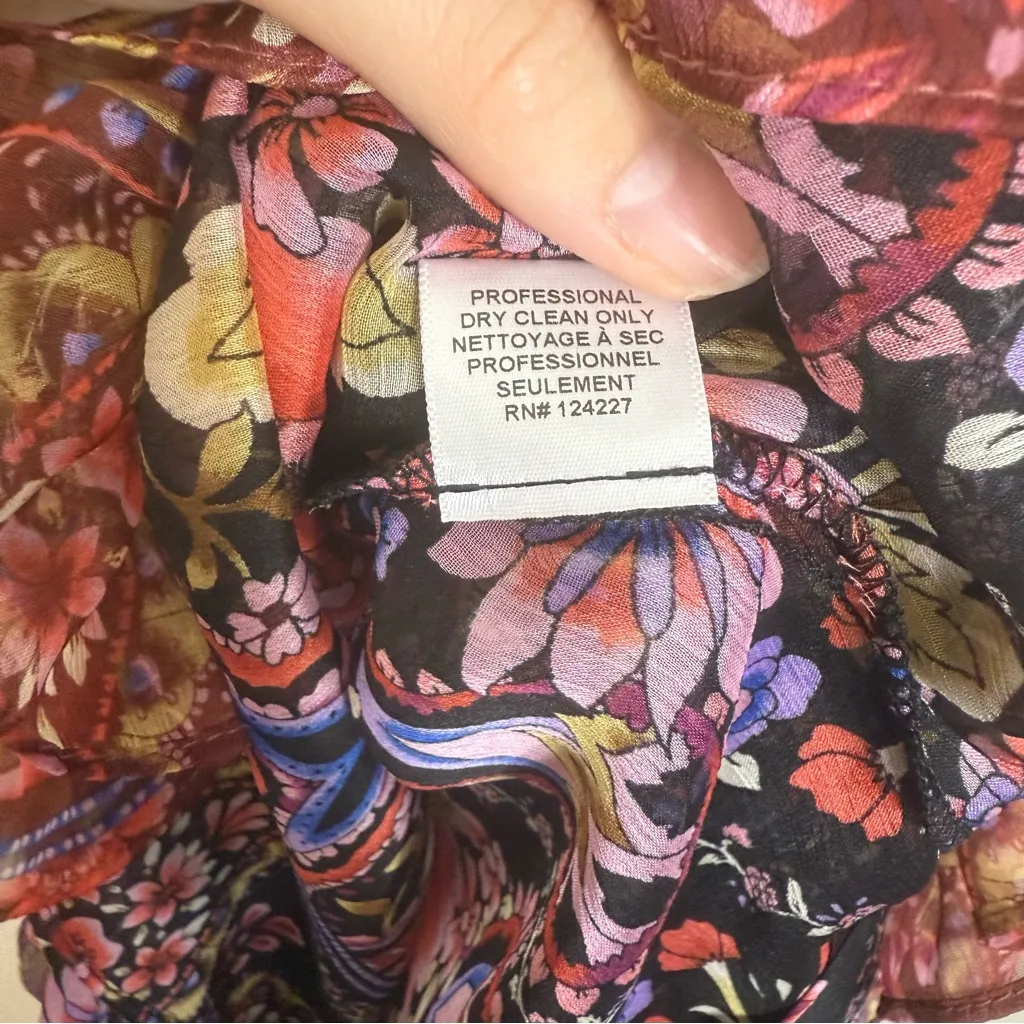 PROFESSIONAL
DRY CLEAN ONLY
NETTOYAGE À SEC
PROFESSIONNEL
SEULEMENT
RN# 124227